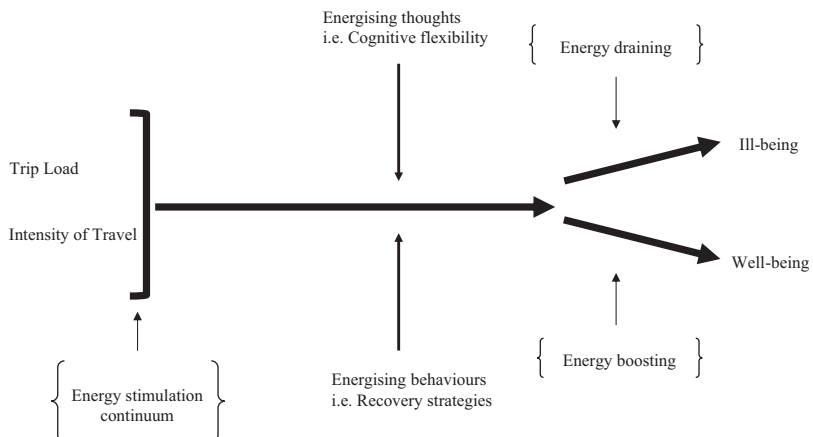 Energising thoughts
i.e. Cognitive flexibility
Energy draining
Trip Load
Ill-being
Intensity of Travel
Well-being
Energy stimulation
continuum
Energising behaviours
i.e. Recovery strategies
Energy boosting